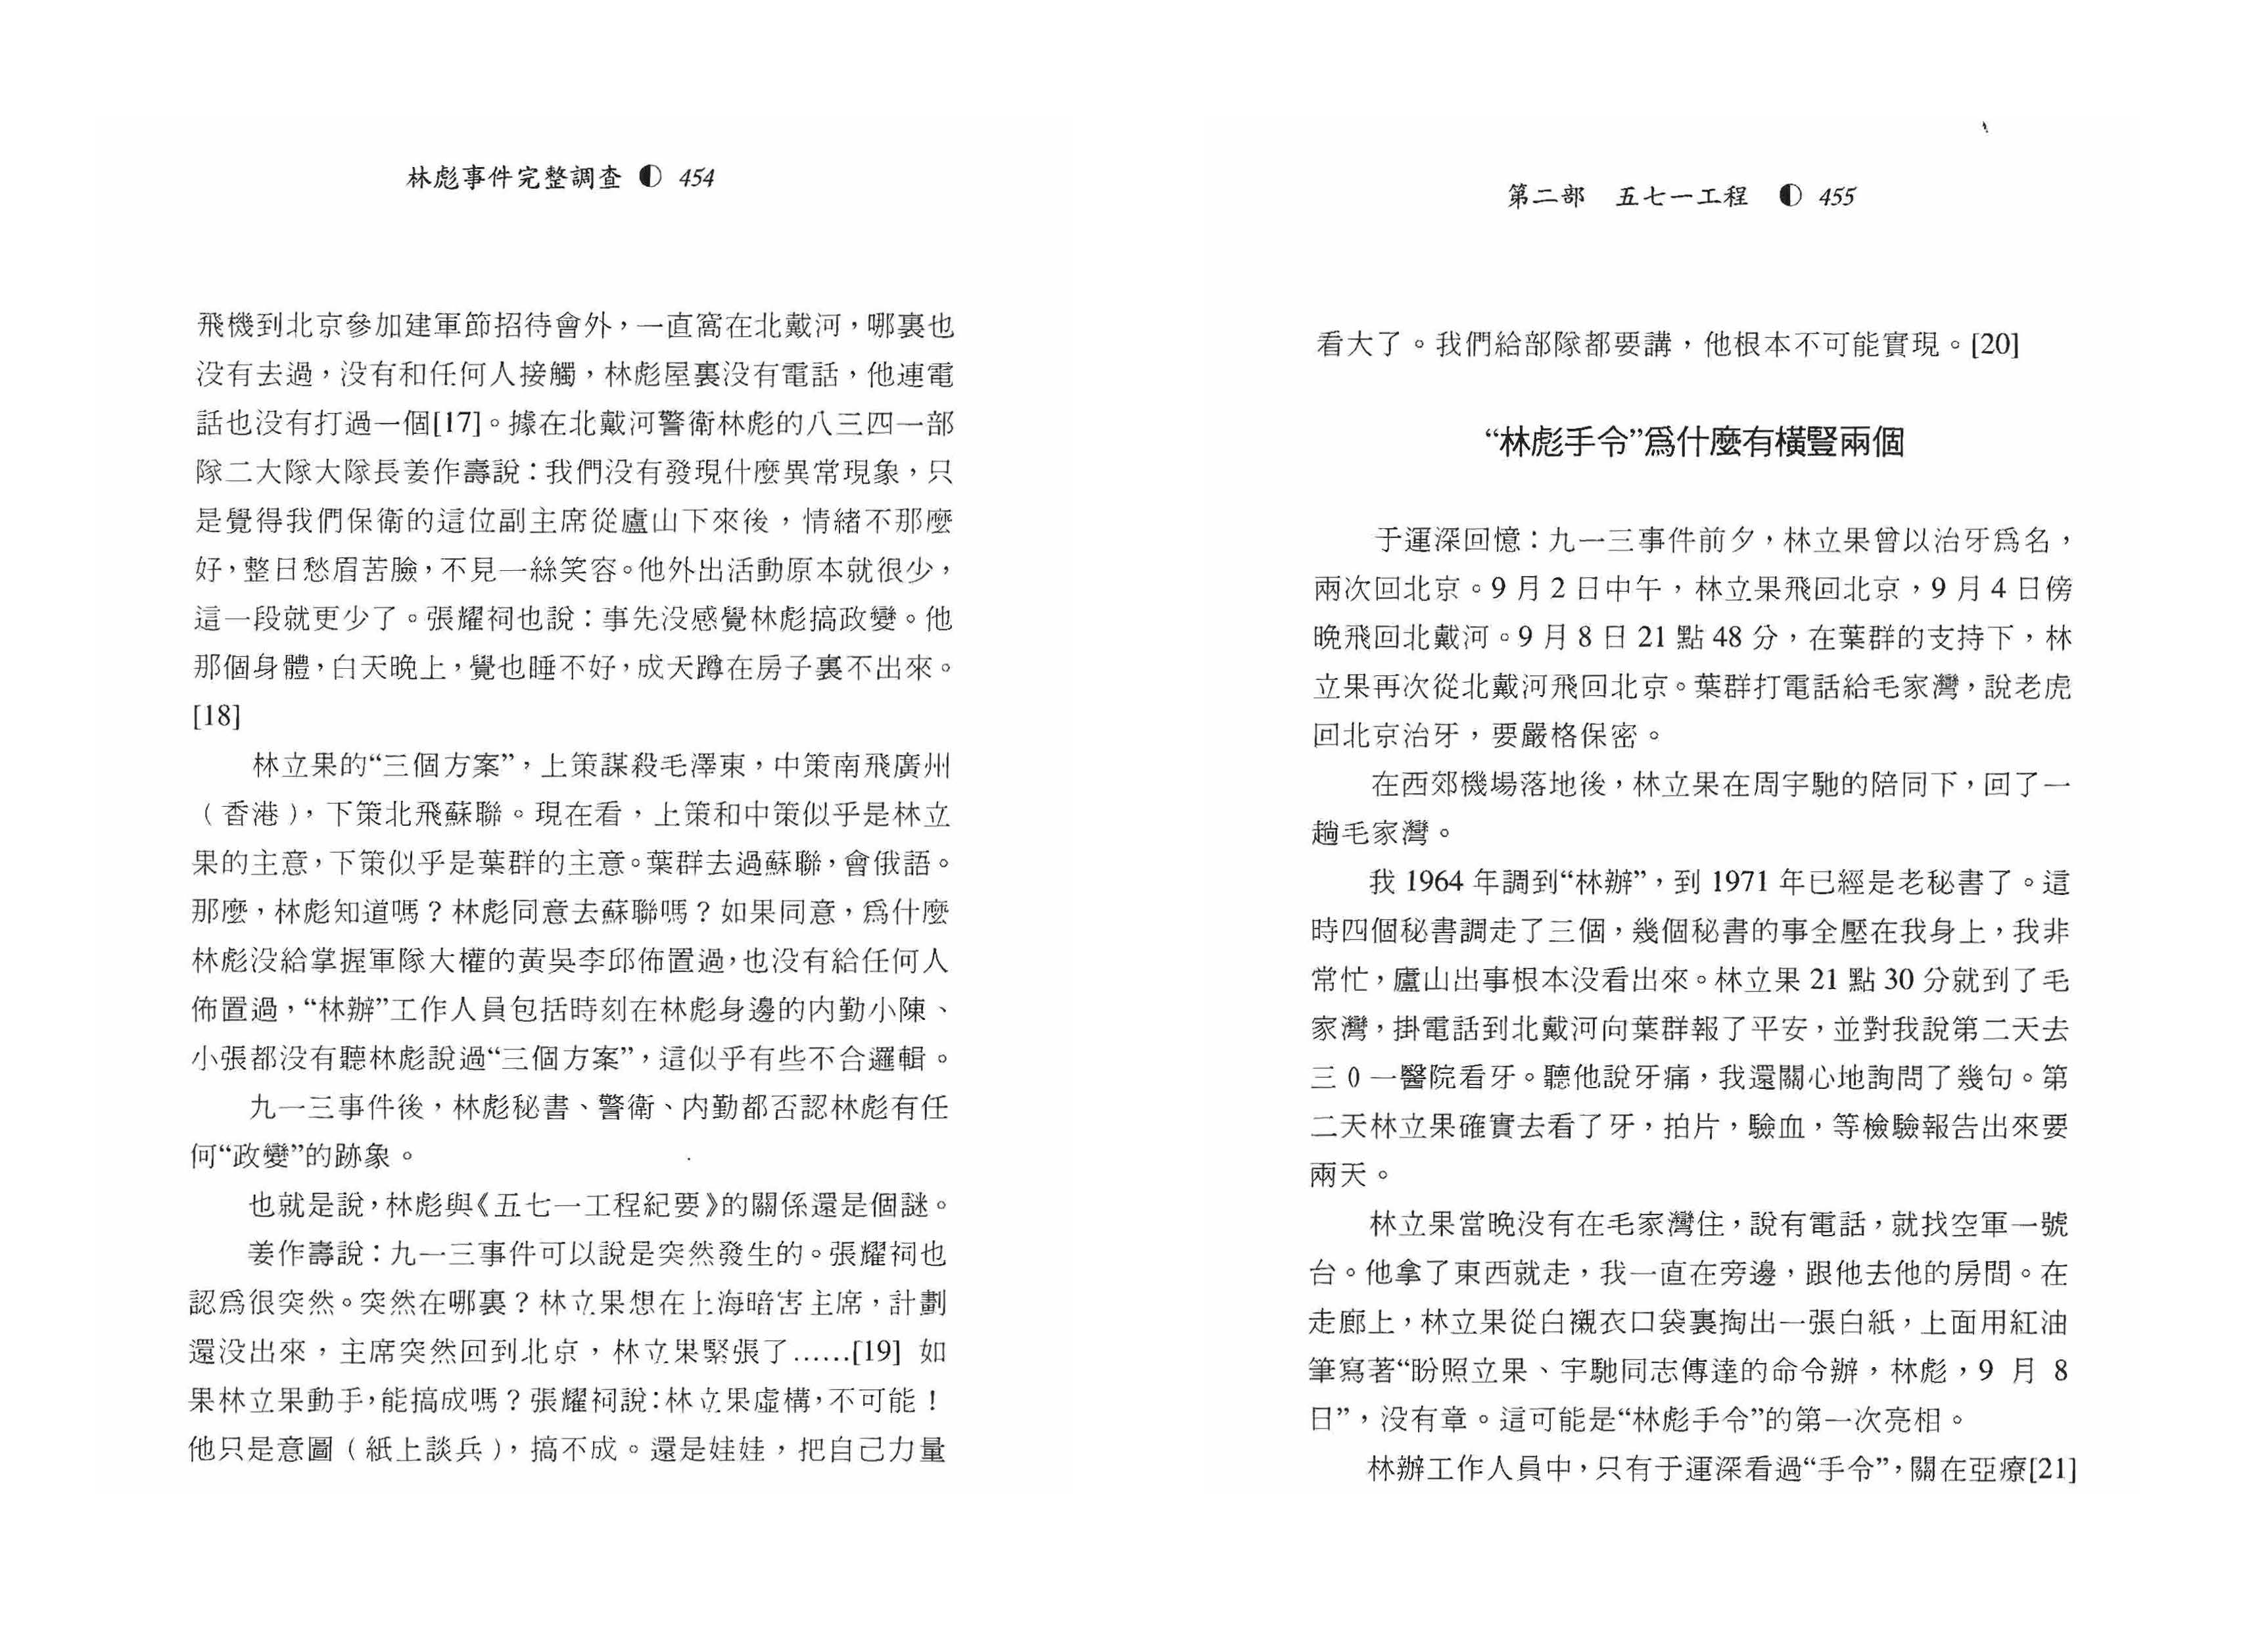 林彪事件完整調查 ◐ 454
飛機到北京參加建軍節招待會外，一直窩在北戴河，哪裏也
没有去過，没有和任何人接觸，林彪屋裏没有電話，他連電
話也没有打過一個[17]。據在北戴河警衛林彪的八三四一部
隊二大隊大隊長姜作壽說：我們没有發現什麼異常現象，只
是覺得我們保衛的這位副主席從廬山下來後，情緒不那麼
好，整日愁眉苦臉，不見一絲笑容。他外出活動原本就很少，
這一段就更少了。張耀祠也說：事先没感覺林彪搞政變。他
那個身體，白天晚上，覺也睡不好，成天蹲在房子裏不出來。
[18]
林立果的“三個方案”，上策謀殺毛澤東，中策南飛廣州
（香港），下策北飛蘇聯。現在看，上策和中策似乎是林立
果的主意，下策似乎是葉群的主意。葉群去過蘇聯，會俄語。
那麼，林彪知道嗎？林彪同意去蘇聯嗎？如果同意，爲什麼
林彪没給掌握軍隊大權的黃吳李邱佈置過，也没有給任何人
佈置過，“林辦”工作人員包括時刻在林彪身邊的内勤小陳、
小張都没有聽林彪說過“三個方案”，這似乎有些不合邏輯。
九一三事件後，林彪秘書、警衛、内勤都否認林彪有任
何“政變”的跡象。
也就是說，林彪與《五七一工程紀要》的關係還是個謎。
姜作壽說：九一三事件可以說是突然發生的。張耀祠也
認爲很突然。突然在哪裏？林立果想在上海暗害主席，計劃
還没出來，主席突然回到北京，林立果緊張了……[19] 如
果林立果動手，能搞成嗎？張耀祠說：林立果虛構，不可能！
他只是意圖（紙上談兵），搞不成。還是娃娃，把自己力量
第二部 五七一工程 ◐ 455
看大了。我們給部隊都要講，他根本不可能實現。[20]
“林彪手令”爲什麼有橫豎兩個
于運深回憶：九一三事件前夕，林立果曾以治牙爲名，
兩次回北京。9 月 2 日中午，林立果飛回北京，9 月 4 日傍
晚飛回北戴河。9 月 8 日 21 點 48 分，在葉群的支持下，林
立果再次從北戴河飛回北京。葉群打電話給毛家灣，說老虎
回北京治牙，要嚴格保密。
在西郊機場落地後，林立果在周宇馳的陪同下，回了一
趟毛家灣。
我 1964 年調到“林辦”，到 1971 年已經是老秘書了。這
時四個秘書調走了三個，幾個秘書的事全壓在我身上，我非
常忙，廬山出事根本没看出來。林立果 21 點 30 分就到了毛
家灣，掛電話到北戴河向葉群報了平安，並對我說第二天去
三 0 一醫院看牙。聽他說牙痛，我還關心地詢問了幾句。第
二天林立果確實去看了牙，拍片，驗血，等檢驗報告出來要
兩天。
林立果當晚没有在毛家灣住，說有電話，就找空軍一號
台。他拿了東西就走，我一直在旁邊，跟他去他的房間。在
走廊上，林立果從白襯衣口袋裏掏出一張白紙，上面用紅油
筆寫著“盼照立果、宇馳同志傳達的命令辦，林彪，9 月 8
日”，没有章。這可能是“林彪手令”的第一次亮相。
林辦工作人員中，只有于運深看過“手令”，關在亞療[21]